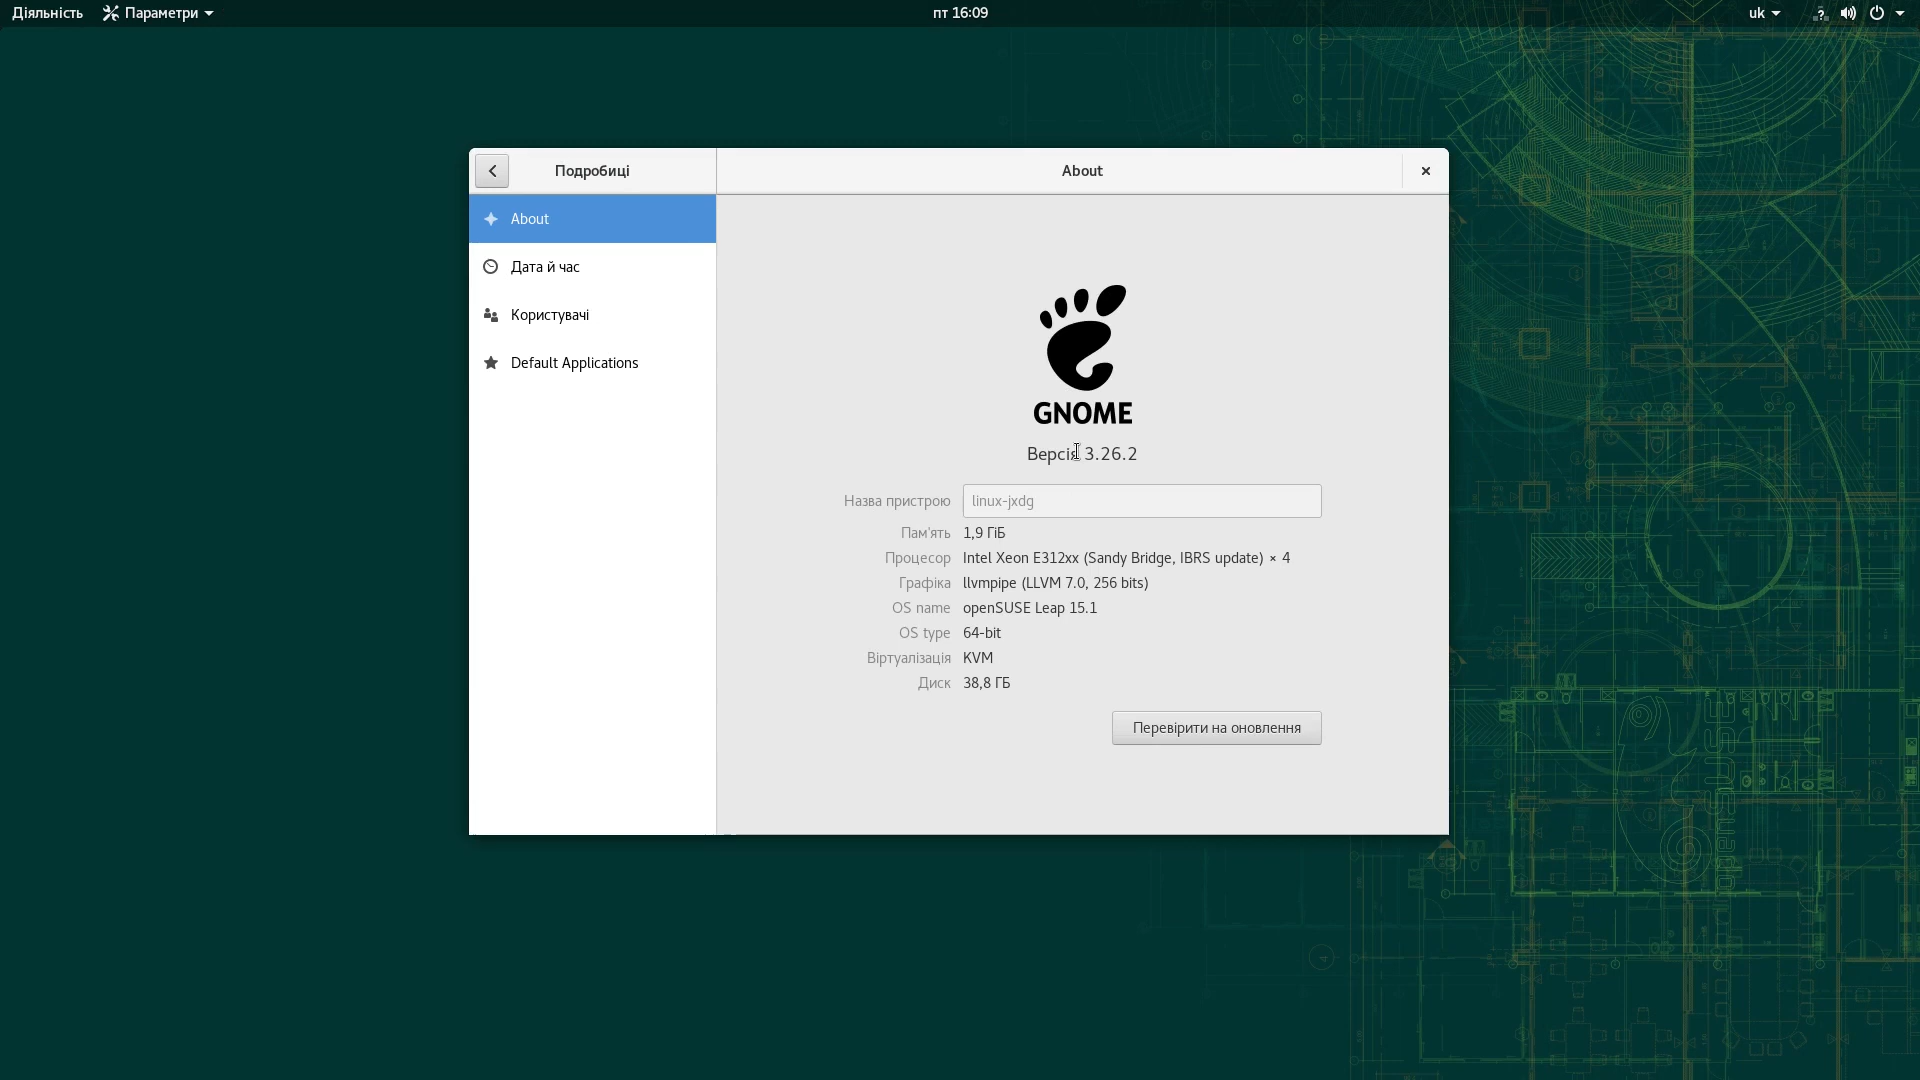 Діяльність Параметри пт 16:09 uk
Подробиці About
About
Дата й час
Користувачі
Default Applications
GNOME
Версія 3.26.2
Назва пристрою linux-jxdg
Пам'ять 1,9 ГіБ
Процесор Intel Xeon E312xx (Sandy Bridge, IBRS update) × 4
Графіка llvmpipe (LLVM 7.0, 256 bits)
OS name openSUSE Leap 15.1
OS type 64-bit
Віртуалізація KVM
Диск 38,8 ГБ
Перевірити на оновлення
openSUSE